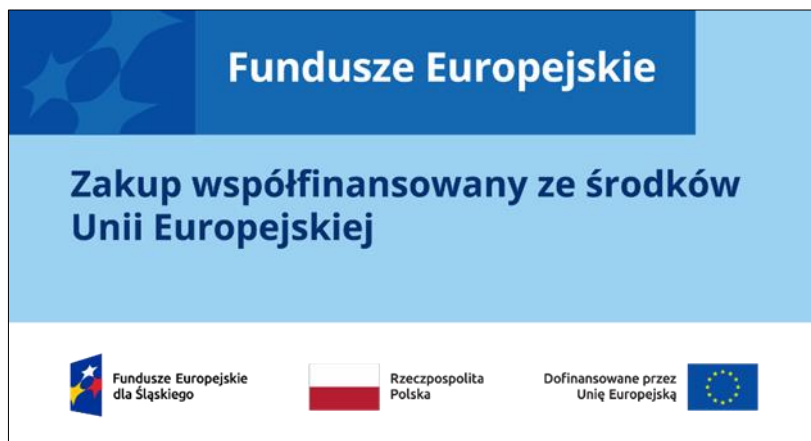 Fundusze Europejskie
Zakup współfinansowany ze środków
Unii Europejskiej
Fundusze Europejskie
dla Śląskiego
Rzeczpospolita
Polska
Dofinansowane przez
Unię Europejską